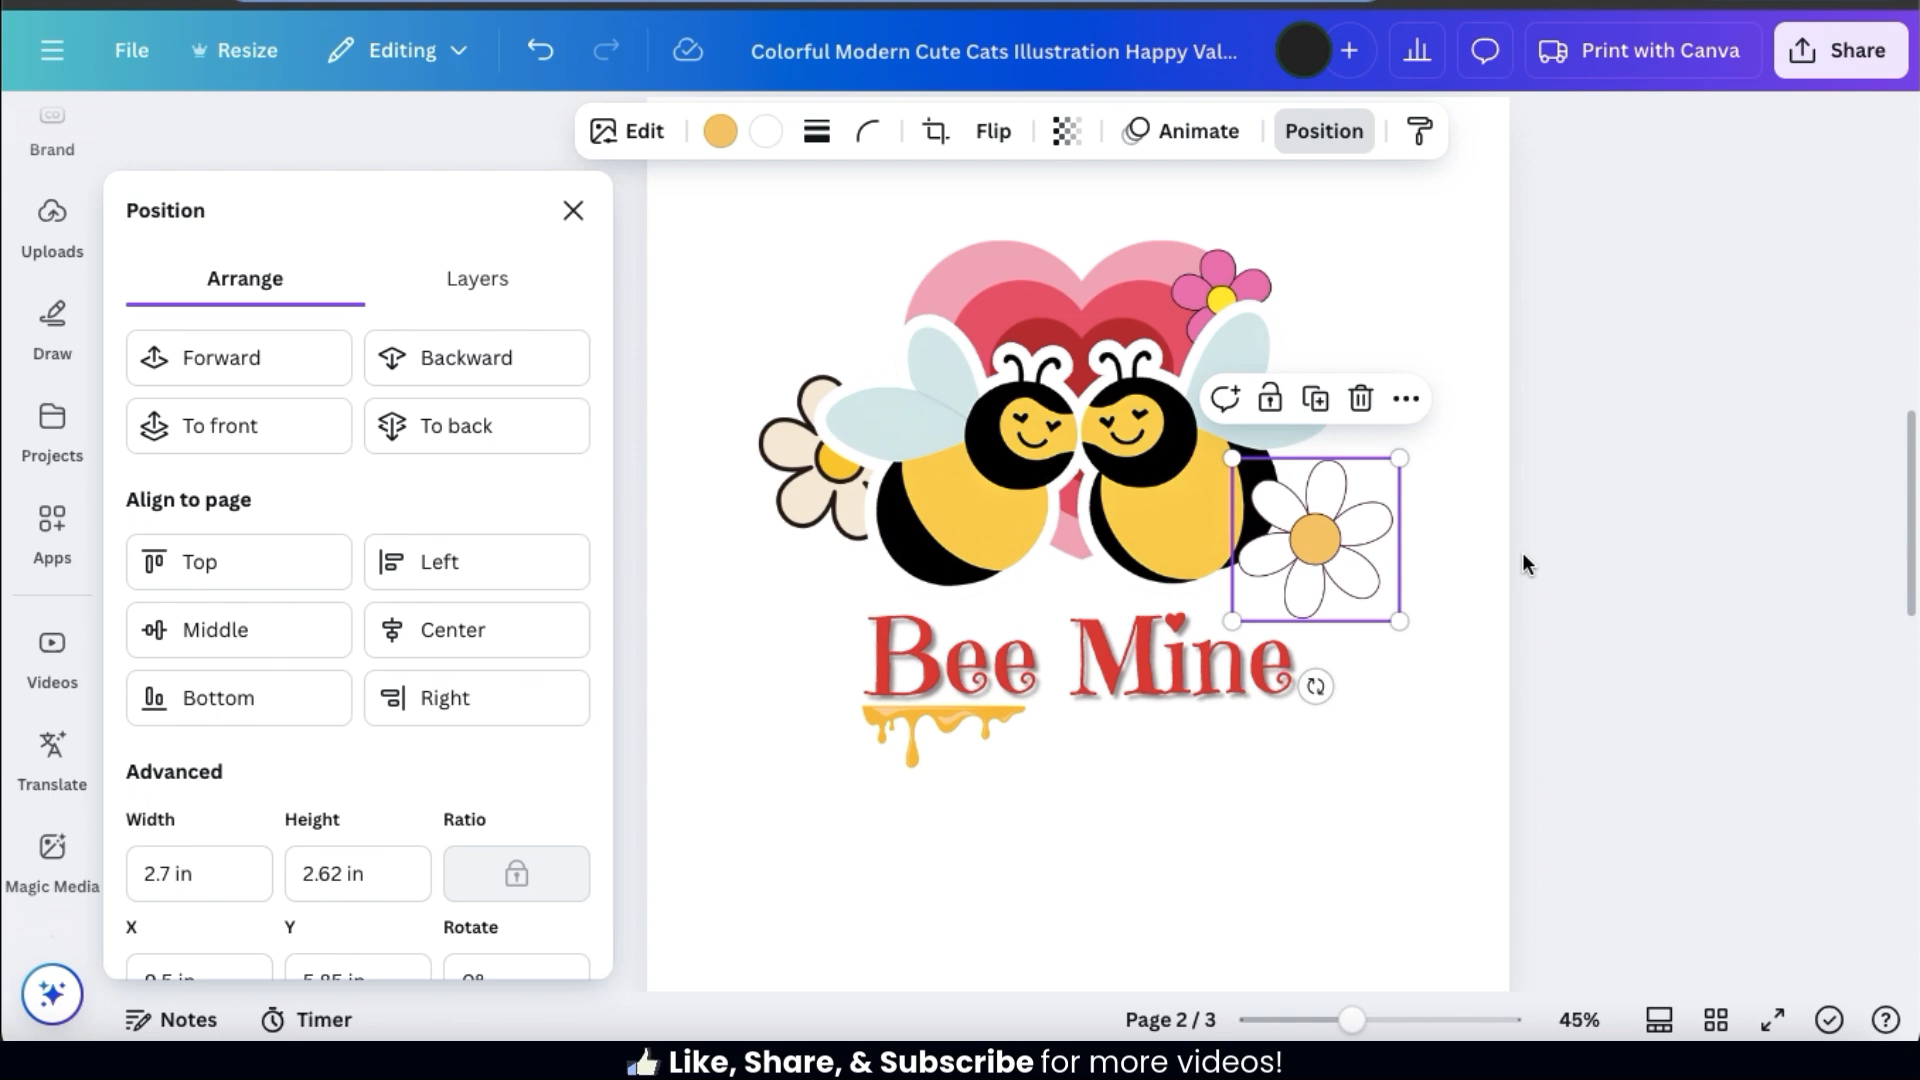 File
Resize
Editing
Colorful Modern Cute Cats Illustration Happy Val...
Print with Canva
Share
Brand
Uploads
Draw
Projects
Apps
Videos
Translate
Magic Media
Edit
Flip
Animate
Position
Position
Arrange
Layers
Forward
Backward
To front
To back
Align to page
Top
Left
Middle
Center
Bottom
Right
Advanced
Width
Height
Ratio
2.7 in
2.62 in
X
Y
Rotate
Bee Mine
Notes
Timer
Page 2 / 3
45%
Like, Share, & Subscribe for more videos!